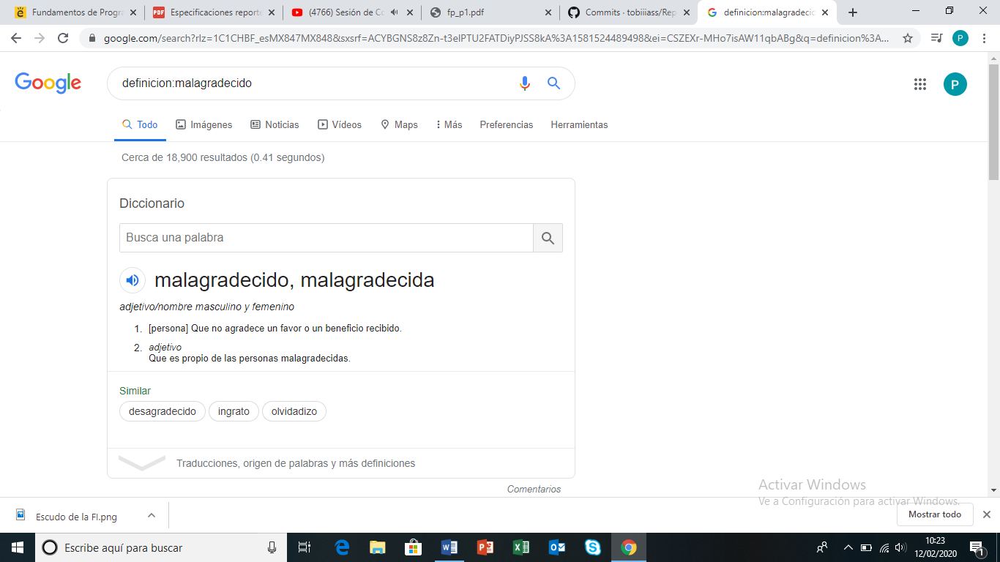 Fundamentos de Progra
Especificaciones reporte
(4766) Sesión de Co
fp_p1.pdf
Commits · tobiiiass/Rep
definicion:malagradecid
google.com/search?rlz=1C1CHBF_esMX847MX848&sxsrf=ACYBGNS8z8Zn-t3elPTU2FATDiyPJSS8kA%3A1581524489498&ei=CSZEXr-MHo7isAW11qbABg&q=definicion%3A...
P
Google
definicion:malagradecido
P
Todo Imágenes Noticias Vídeos Maps Más Preferencias Herramientas
Cerca de 18,900 resultados (0.41 segundos)
Diccionario
Busca una palabra
malagradecido, malagradecida
adjetivo/nombre masculino y femenino
1. [persona] Que no agradece un favor o un beneficio recibido.
2. adjetivo
Que es propio de las personas malagradecidas.
Similar
desagradecido ingrato olvidadizo
Traducciones, origen de palabras y más definiciones
Comentarios
Activar Windows
Ve a Configuración para activar Windows.
Escudo de la FI.png
Mostrar todo
Escribe aquí para buscar
10:23
12/02/2020
1